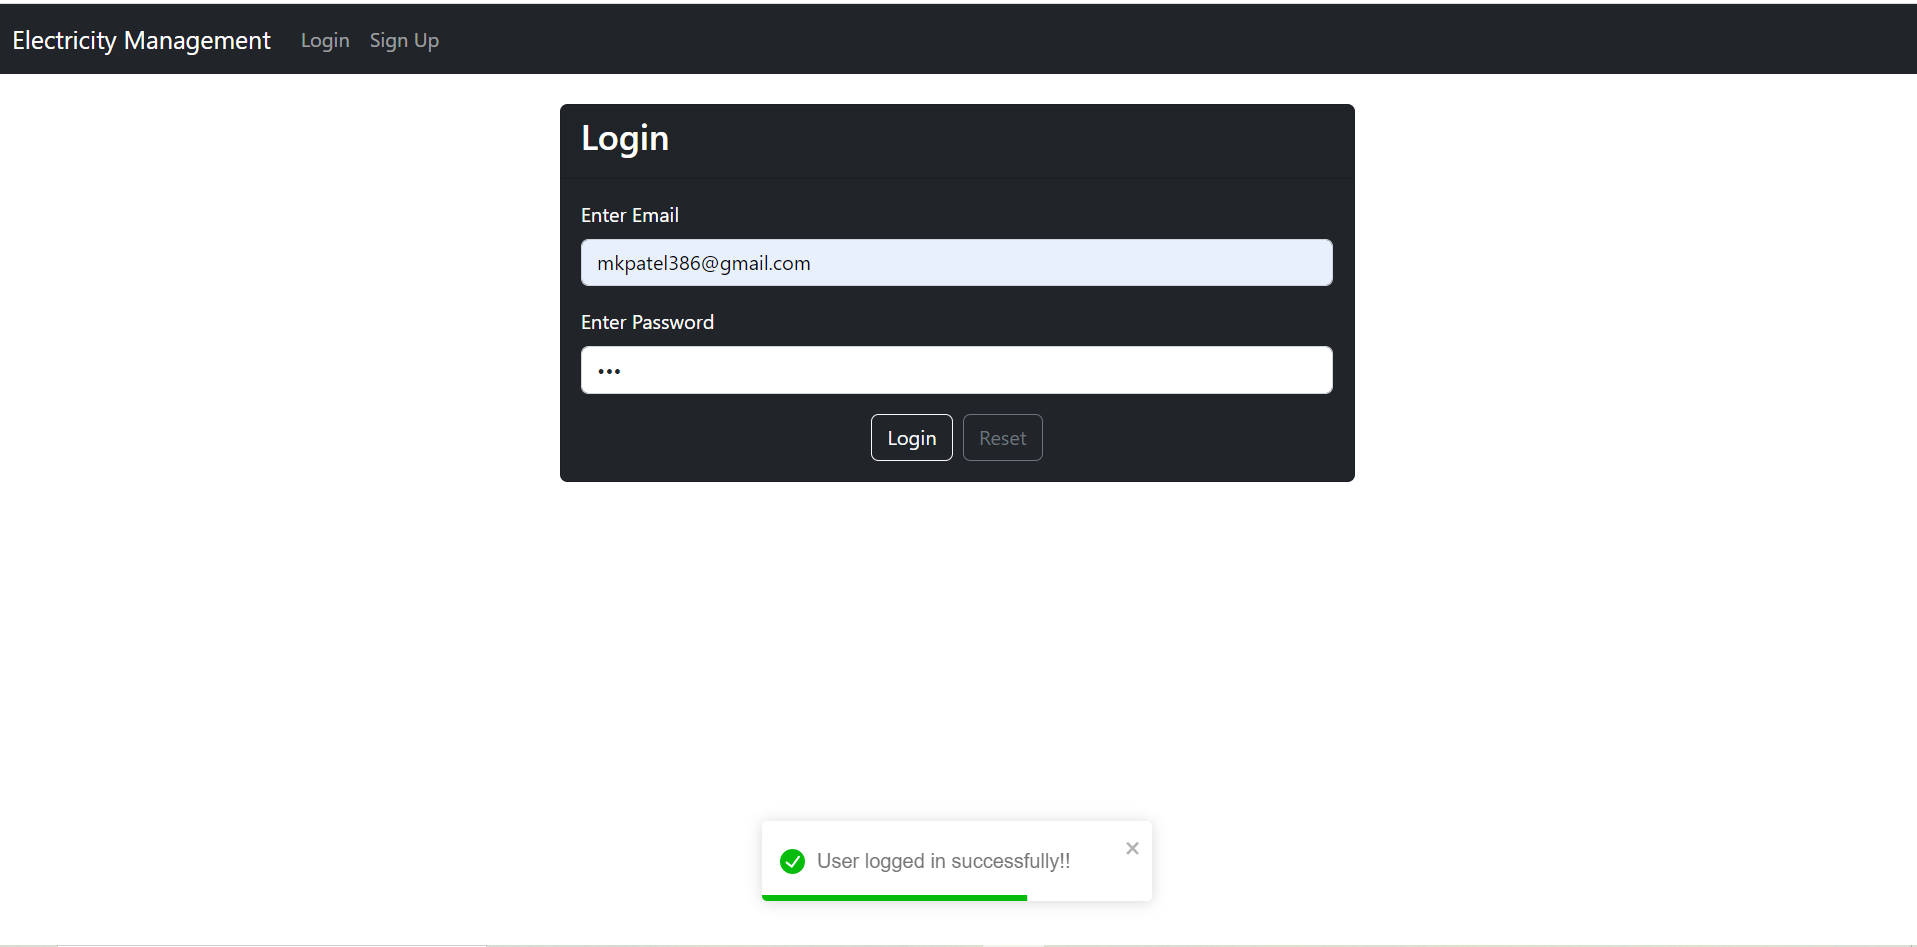 Electricity Management Login Sign Up
Login
Enter Email
mkpatel386@gmail.com
Enter Password
•••
Login Reset
User logged in successfully!!